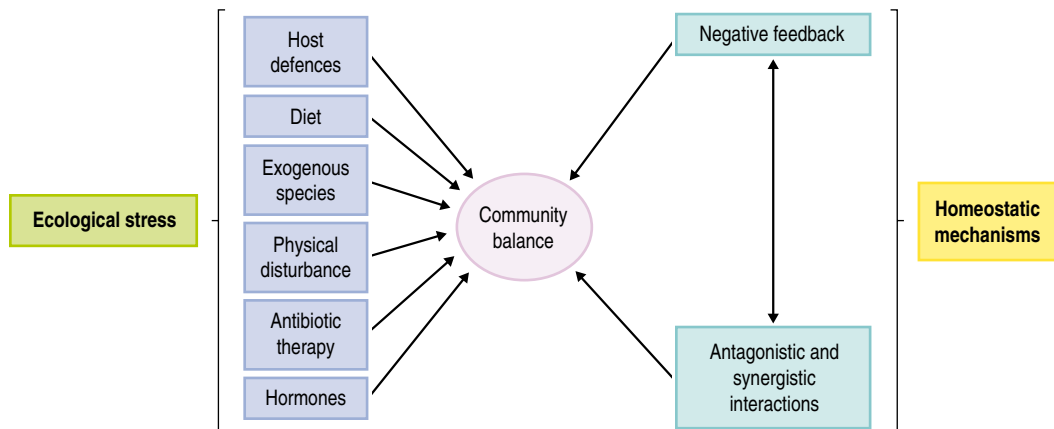 Ecological stress
Host
defences
Diet
Exogenous
species
Physical
disturbance
Antibiotic
therapy
Hormones
Community
balance
Negative feedback
Antagonistic and
synergistic
interactions
Homeostatic
mechanisms